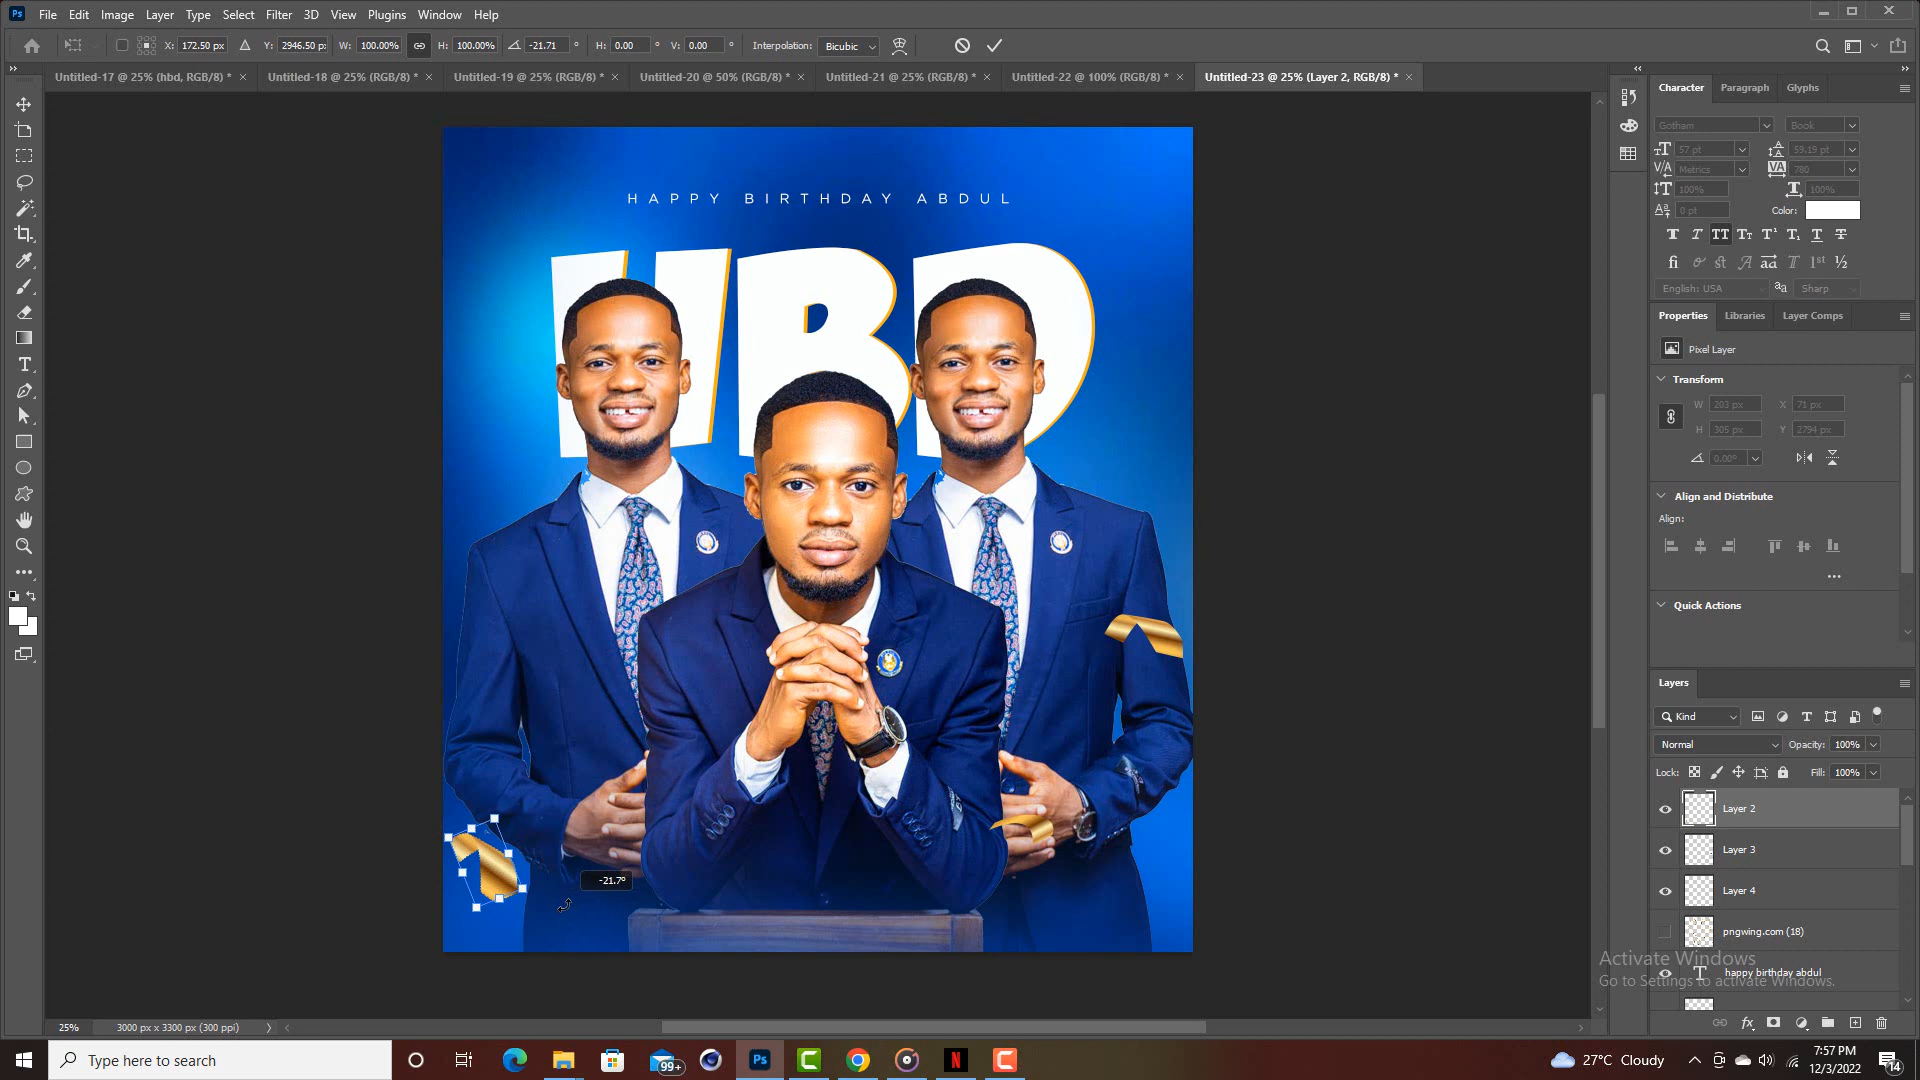 Ps File Edit Image Layer Type Select Filter 3D View Plugins Window Help
X: 172.50 px Y: 2946.50 px W: 100.00% H: 100.00% -21.71 ° H: 0.00 ° V: 0.00 ° Interpolation: Bicubic
Untitled-17 @ 25% (hbd, RGB/8) * × Untitled-18 @ 25% (RGB/8) * × Untitled-19 @ 25% (RGB/8) * × Untitled-20 @ 50% (RGB/8) * × Untitled-21 @ 25% (RGB/8) * × Untitled-22 @ 100% (RGB/8) * × Untitled-23 @ 25% (Layer 2, RGB/8) * ×
HAPPY BIRTHDAY ABDUL
HBD
-21.7°
Character Paragraph Glyphs
Gotham Book
57 pt 59.19 pt
Metrics 780
100% 100%
0 pt Color:
English: USA Sharp
Properties Libraries Layer Comps
Pixel Layer
Transform
W 203 px X 71 px
H 305 px Y 2794 px
0.00°
Align and Distribute
Align:
Quick Actions
Layers
Kind
Normal Opacity: 100%
Lock: Fill: 100%
Layer 2
Layer 3
Layer 4
pngwing.com (18)
happy birthday abdul
Activate Windows
Go to Settings to activate Windows.
25% 3000 px x 3300 px (300 ppi)
Type here to search
99+
Ps
N
27°C Cloudy
7:57 PM
12/3/2022
14